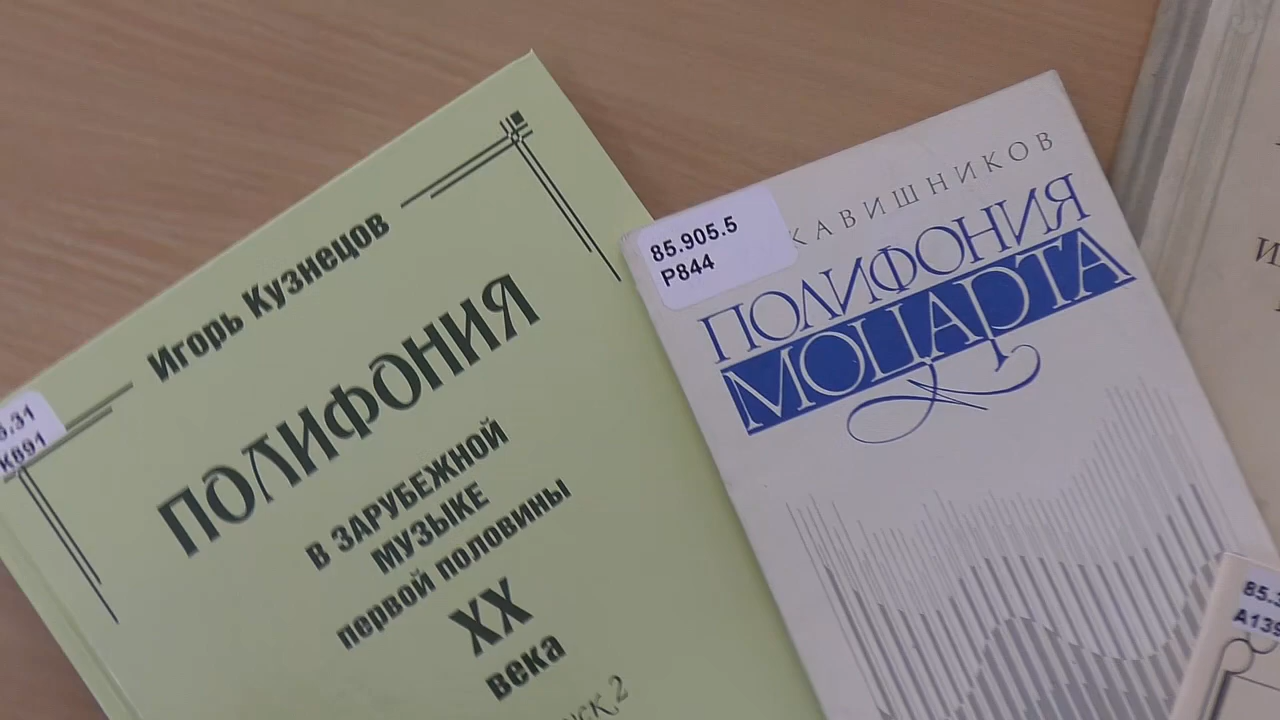 Игорь Кузнецов
ПОЛИФОНИЯ
В ЗАРУБЕЖНОЙ
МУЗЫКЕ
первой половины
XX
века
К891
85.905.5
Р844
КАВИШНИКОВ
ПОЛИФОНИЯ
МОЦАРТА